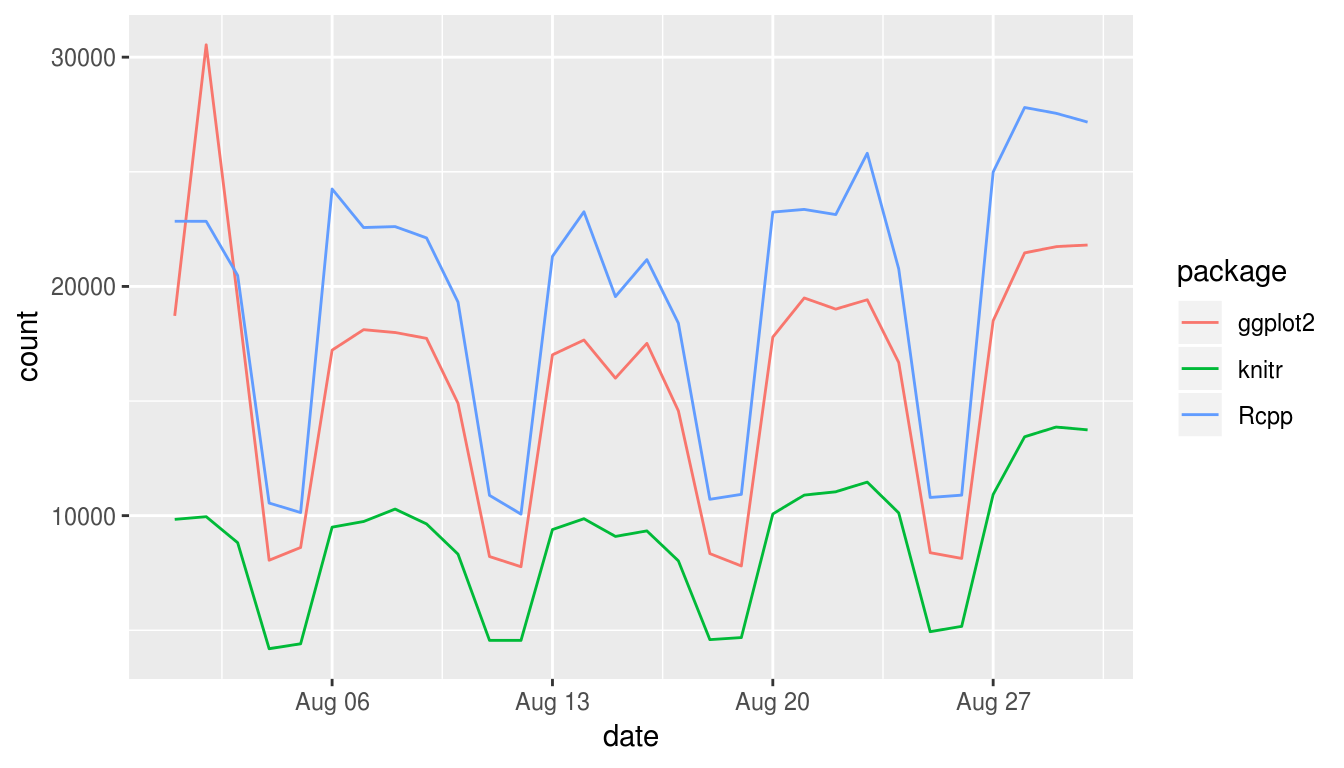 30000
20000
10000
count
Aug 06
Aug 13
Aug 20
Aug 27
date
package
ggplot2
knitr
Rcpp